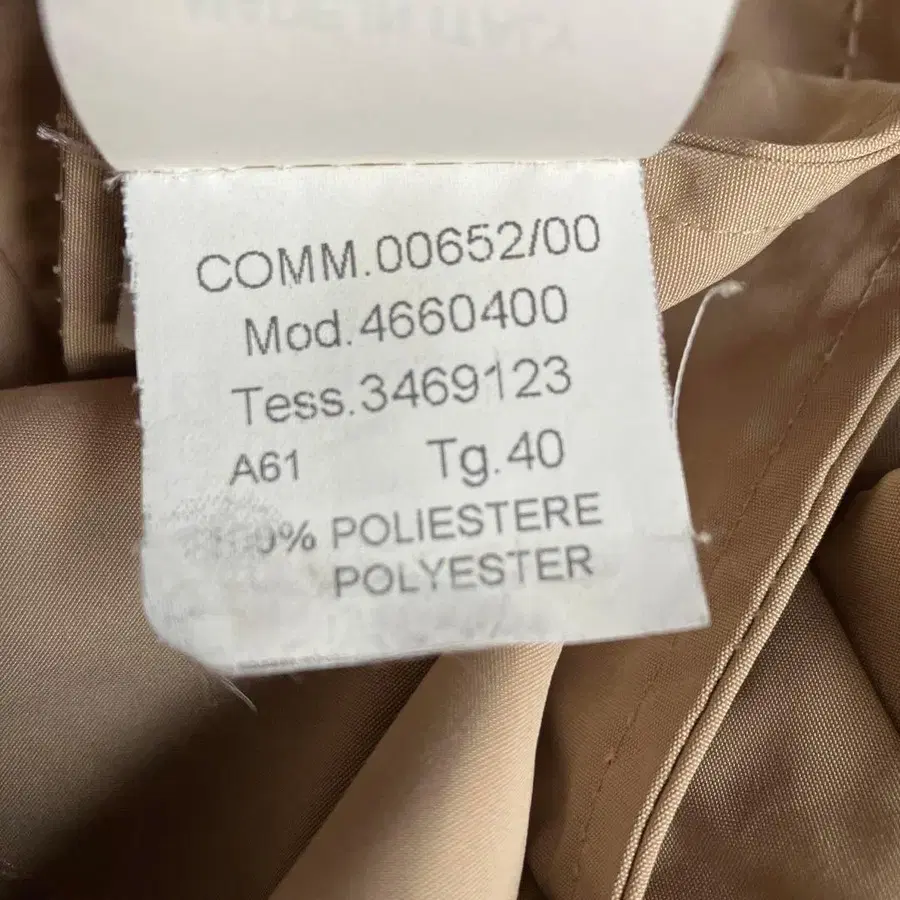 COMM.00652/00
Mod.4660400
Tess.3469123
A61 Tg.40
POLIESTERE
POLYESTER